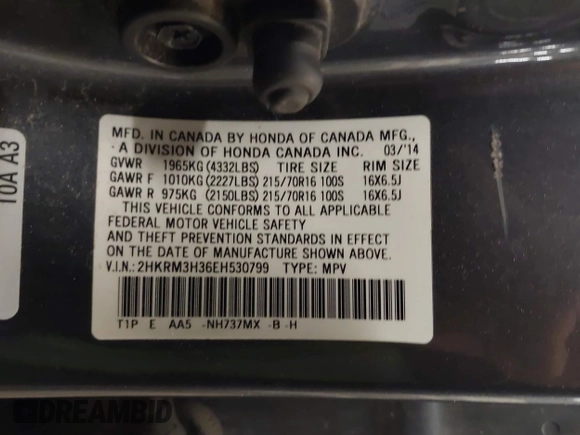 MFD. IN CANADA BY HONDA OF CANADA MFG.,
A DIVISION OF HONDA CANADA INC. 03/'14
GVWR 1965KG (4332LBS) TIRE SIZE RIM SIZE
GAWR F 1010KG (2227LBS) 215/70R16 100S 16X6.5J
GAWR R 975KG (2150LBS) 215/70R16 100S 16X6.5J
THIS VEHICLE CONFORMS TO ALL APPLICABLE
FEDERAL MOTOR VEHICLE SAFETY
AND THEFT PREVENTION STANDARDS IN EFFECT
ON THE DATE OF MANUFACTURE SHOWN ABOVE.
V.I.N.: 2HKRM3H36EH530799 TYPE: MPV
T1P E AA5 -NH737MX -B -H
10A A3
DREAMBID